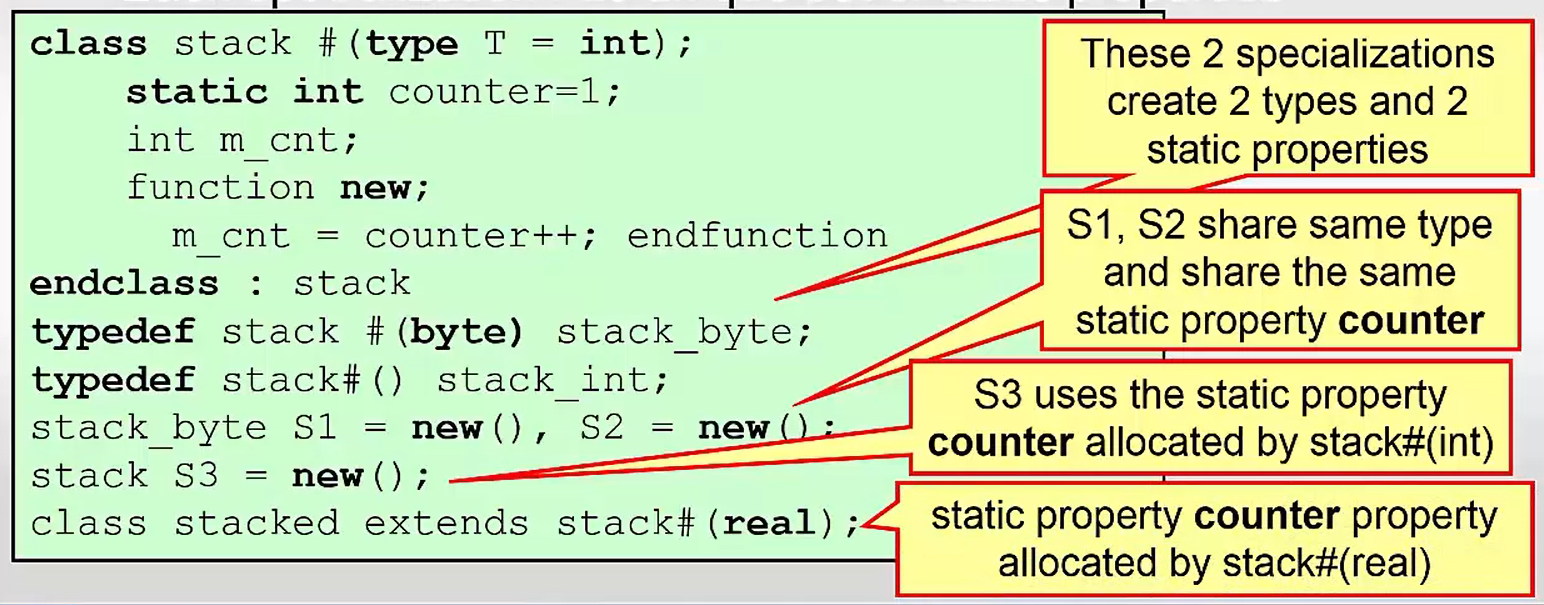 class stack #(type T = int);
static int counter=1;
int m_cnt;
function new;
m_cnt = counter++; endfunction
endclass : stack
typedef stack #(byte) stack_byte;
typedef stack#() stack_int;
stack_byte S1 = new(), S2 = new();
stack S3 = new();
class stacked extends stack#(real);
These 2 specializations
create 2 types and 2
static properties
S1, S2 share same type
and share the same
static property counter
S3 uses the static property
counter allocated by stack#(int)
static property counter property
allocated by stack#(real)